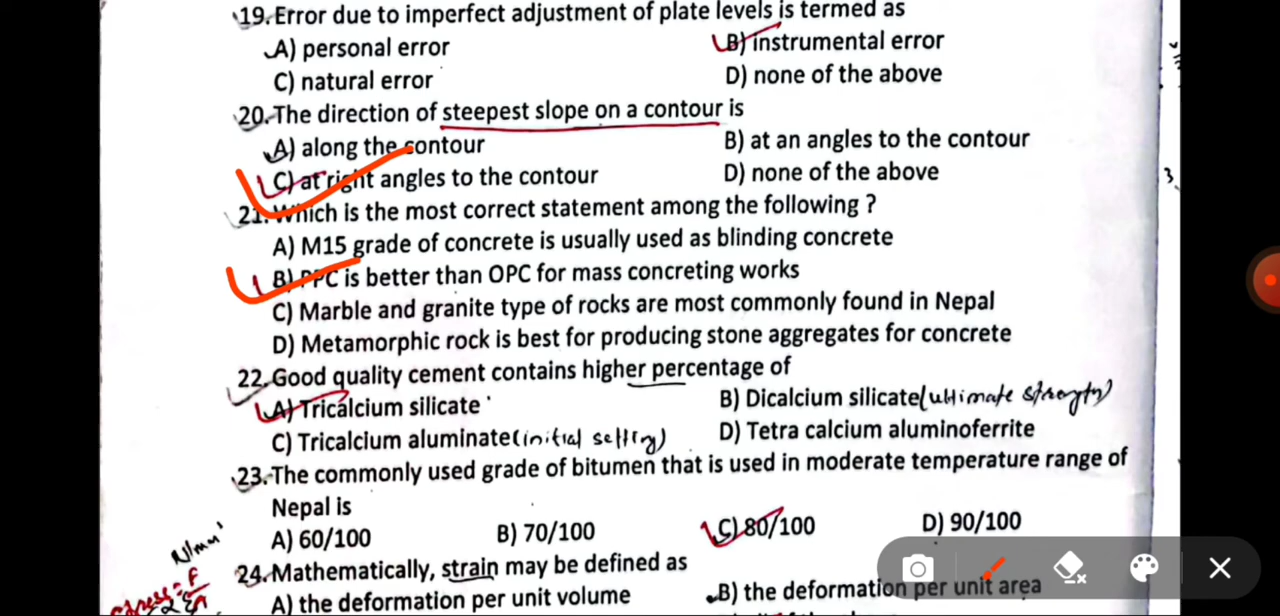 19. Error due to imperfect adjustment of plate levels is termed as
A) personal error B) instrumental error
C) natural error D) none of the above
20. The direction of steepest slope on a contour is
A) along the contour B) at an angles to the contour
C) at right angles to the contour D) none of the above
21. Which is the most correct statement among the following ?
A) M15 grade of concrete is usually used as blinding concrete
B) PPC is better than OPC for mass concreting works
C) Marble and granite type of rocks are most commonly found in Nepal
D) Metamorphic rock is best for producing stone aggregates for concrete
22. Good quality cement contains higher percentage of
A) Tricalcium silicate B) Dicalcium silicate (ultimate strength)
C) Tricalcium aluminate (initial setting) D) Tetra calcium aluminoferrite
23. The commonly used grade of bitumen that is used in moderate temperature range of
Nepal is
A) 60/100 B) 70/100 C) 80/100 D) 90/100
N/mm²
24. Mathematically, strain may be defined as
A) the deformation per unit volume B) the deformation per unit area
3